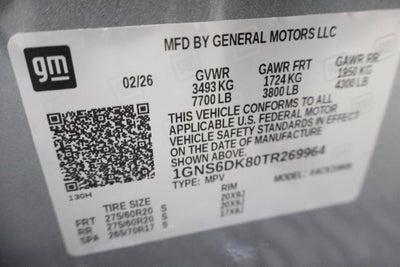 gm
MFD BY GENERAL MOTORS LLC
02/26
GVWR GAWR FRT GAWR RR
3493 KG 1724 KG 1950 KG
7700 LB 3800 LB 4300 LB
THIS VEHICLE CONFORMS TO ALL
APPLICABLE U.S. FEDERAL MOTOR
VEHICLE SAFETY STANDARDS IN EFFECT
ON THE DATE OF MANUFACTURE
SHOWN ABOVE.
1GNS6DK80TR269964
TYPE: MPV MODEL:
130H
TIRE SIZE RIM
FRT 275/60R20 S 20X9J
RR 275/60R20 S 20X9J
SPA 265/70R17 S 17X8J